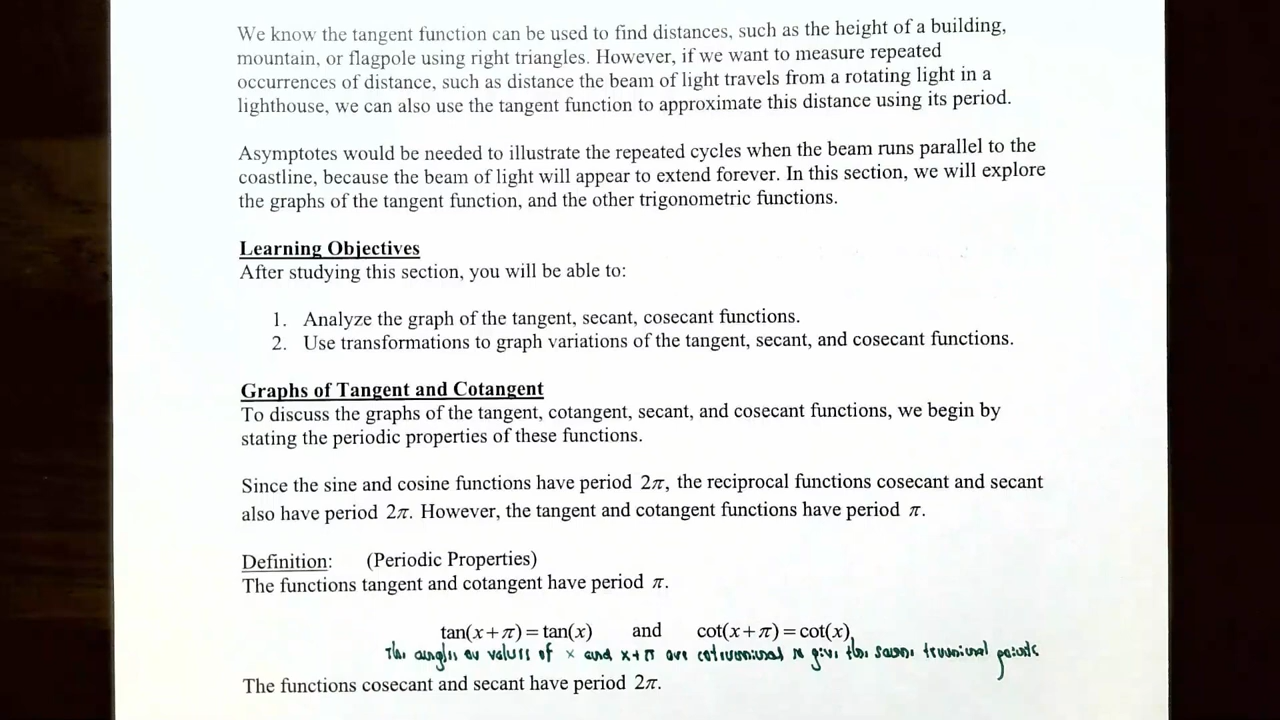 We know the tangent function can be used to find distances, such as the height of a building,
mountain, or flagpole using right triangles. However, if we want to measure repeated
occurrences of distance, such as distance the beam of light travels from a rotating light in a
lighthouse, we can also use the tangent function to approximate this distance using its period.
Asymptotes would be needed to illustrate the repeated cycles when the beam runs parallel to the
coastline, because the beam of light will appear to extend forever. In this section, we will explore
the graphs of the tangent function, and the other trigonometric functions.
Learning Objectives
After studying this section, you will be able to:
1. Analyze the graph of the tangent, secant, cosecant functions.
2. Use transformations to graph variations of the tangent, secant, and cosecant functions.
Graphs of Tangent and Cotangent
To discuss the graphs of the tangent, cotangent, secant, and cosecant functions, we begin by
stating the periodic properties of these functions.
Since the sine and cosine functions have period 2π, the reciprocal functions cosecant and secant
also have period 2π. However, the tangent and cotangent functions have period π.
Definition: (Periodic Properties)
The functions tangent and cotangent have period π.
tan(x+π)=tan(x) and cot(x+π)=cot(x)
The angles values of x and x+π are coterminal give the same terminal points
The functions cosecant and secant have period 2π.